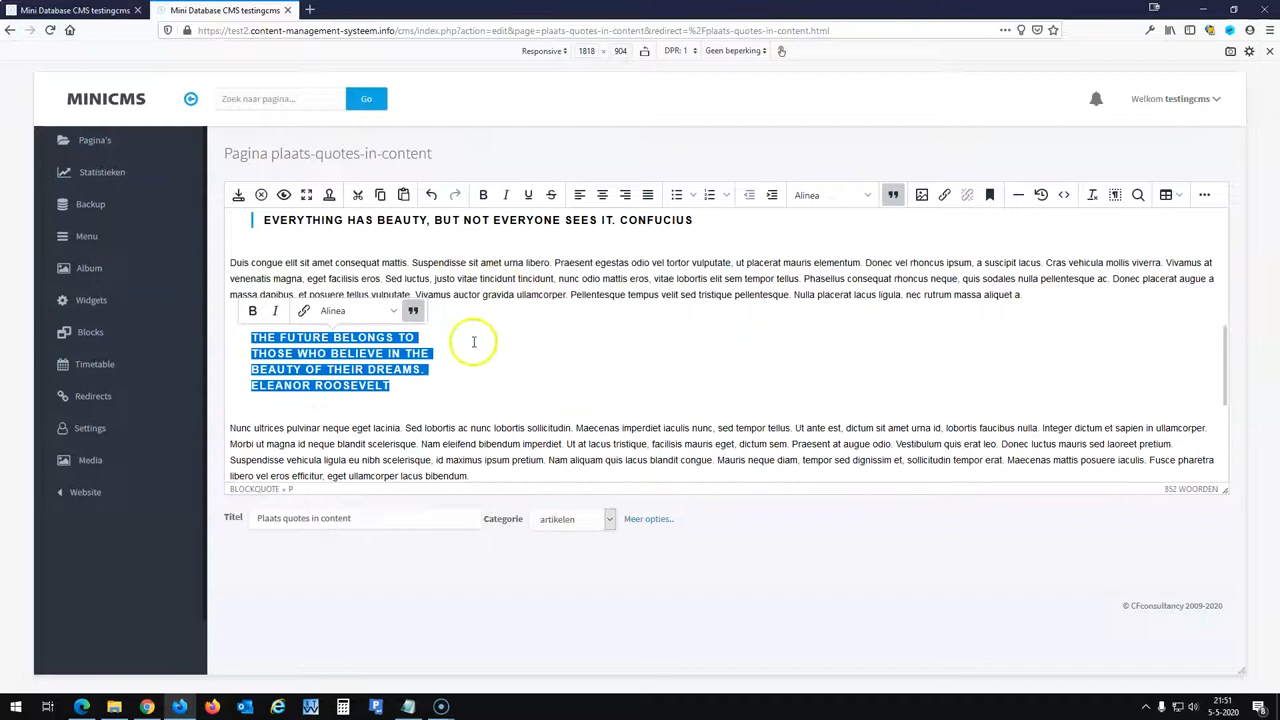 Mini Database CMS testingcms
Mini Database CMS testingcms
https://test2.content-management-systeem.info/cms/index.php?action=edit&page=plaats-quotes-in-content&redirect=%2Fplaats-quotes-in-content.html
Responsive
1818 × 904
DPR: 1
Geen beperking
MINICMS
Zoek naar pagina...
Go
Welkom testingcms
Pagina's
Statistieken
Backup
Menu
Album
Widgets
Blocks
Timetable
Redirects
Settings
Media
Website
Pagina plaats-quotes-in-content
B I U S
Alinea
EVERYTHING HAS BEAUTY, BUT NOT EVERYONE SEES IT. CONFUCIUS
Duis congue elit sit amet consequat mattis. Suspendisse sit amet urna libero. Praesent egestas odio vel tortor vulputate, ut placerat mauris elementum. Donec vel rhoncus ipsum, a suscipit lacus. Cras vehicula mollis viverra. Vivamus at
venenatis magna, eget facilisis eros. Sed luctus, justo vitae tincidunt tincidunt, nunc odio mattis eros, vitae lobortis elit sem tempor tellus. Phasellus consequat rhoncus neque, quis sodales nulla pellentesque ac. Donec placerat augue a
massa dapibus, et posuere tellus vulputate. Vivamus auctor gravida ullamcorper. Pellentesque tempus velit sed tristique pellentesque. Nulla placerat lacus ligula, nec rutrum massa aliquet a.
B I
Alinea
THE FUTURE BELONGS TO
THOSE WHO BELIEVE IN THE
BEAUTY OF THEIR DREAMS.
ELEANOR ROOSEVELT
Nunc ultrices pulvinar neque eget lacinia. Sed lobortis ac nunc lobortis sollicitudin. Maecenas imperdiet iaculis nunc, sed tempor tellus. Ut ante est, dictum sit amet urna id, lobortis faucibus nulla. Integer dictum et sapien in ullamcorper.
Morbi ut magna id neque blandit scelerisque. Nam eleifend bibendum imperdiet. Ut at lacus tristique, facilisis mauris eget, dictum sem. Praesent at augue odio. Vestibulum quis erat leo. Donec luctus mauris sed laoreet pretium.
Suspendisse vehicula ligula eu nibh scelerisque, id maximus ipsum pretium. Nam aliquam quis lacus blandit congue. Mauris neque diam, tempor sed dignissim et, sollicitudin tempor erat. Maecenas mattis posuere iaculis. Fusce pharetra
libero vel eros efficitur, eget ullamcorper lacus bibendum.
BLOCKQUOTE » P
852 WOORDEN
Titel
Plaats quotes in content
Categorie
artikelen
Meer opties..
© CFconsultancy 2009-2020
21:51
5-5-2020
8